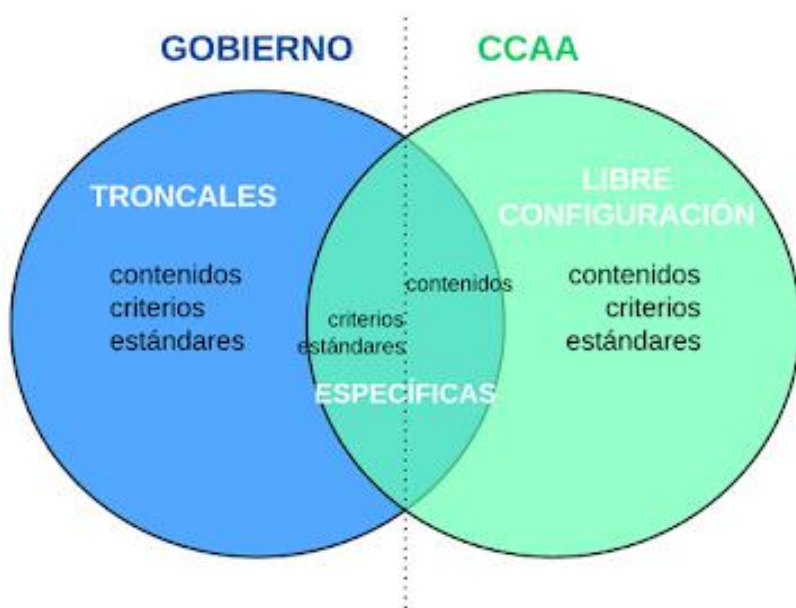 GOBIERNO
CCAA
TRONCALES
contenidos
criterios
estándares
contenidos
criterios
estándares
ESPECÍFICAS
LIBRE
CONFIGURACIÓN
contenidos
criterios
estándares